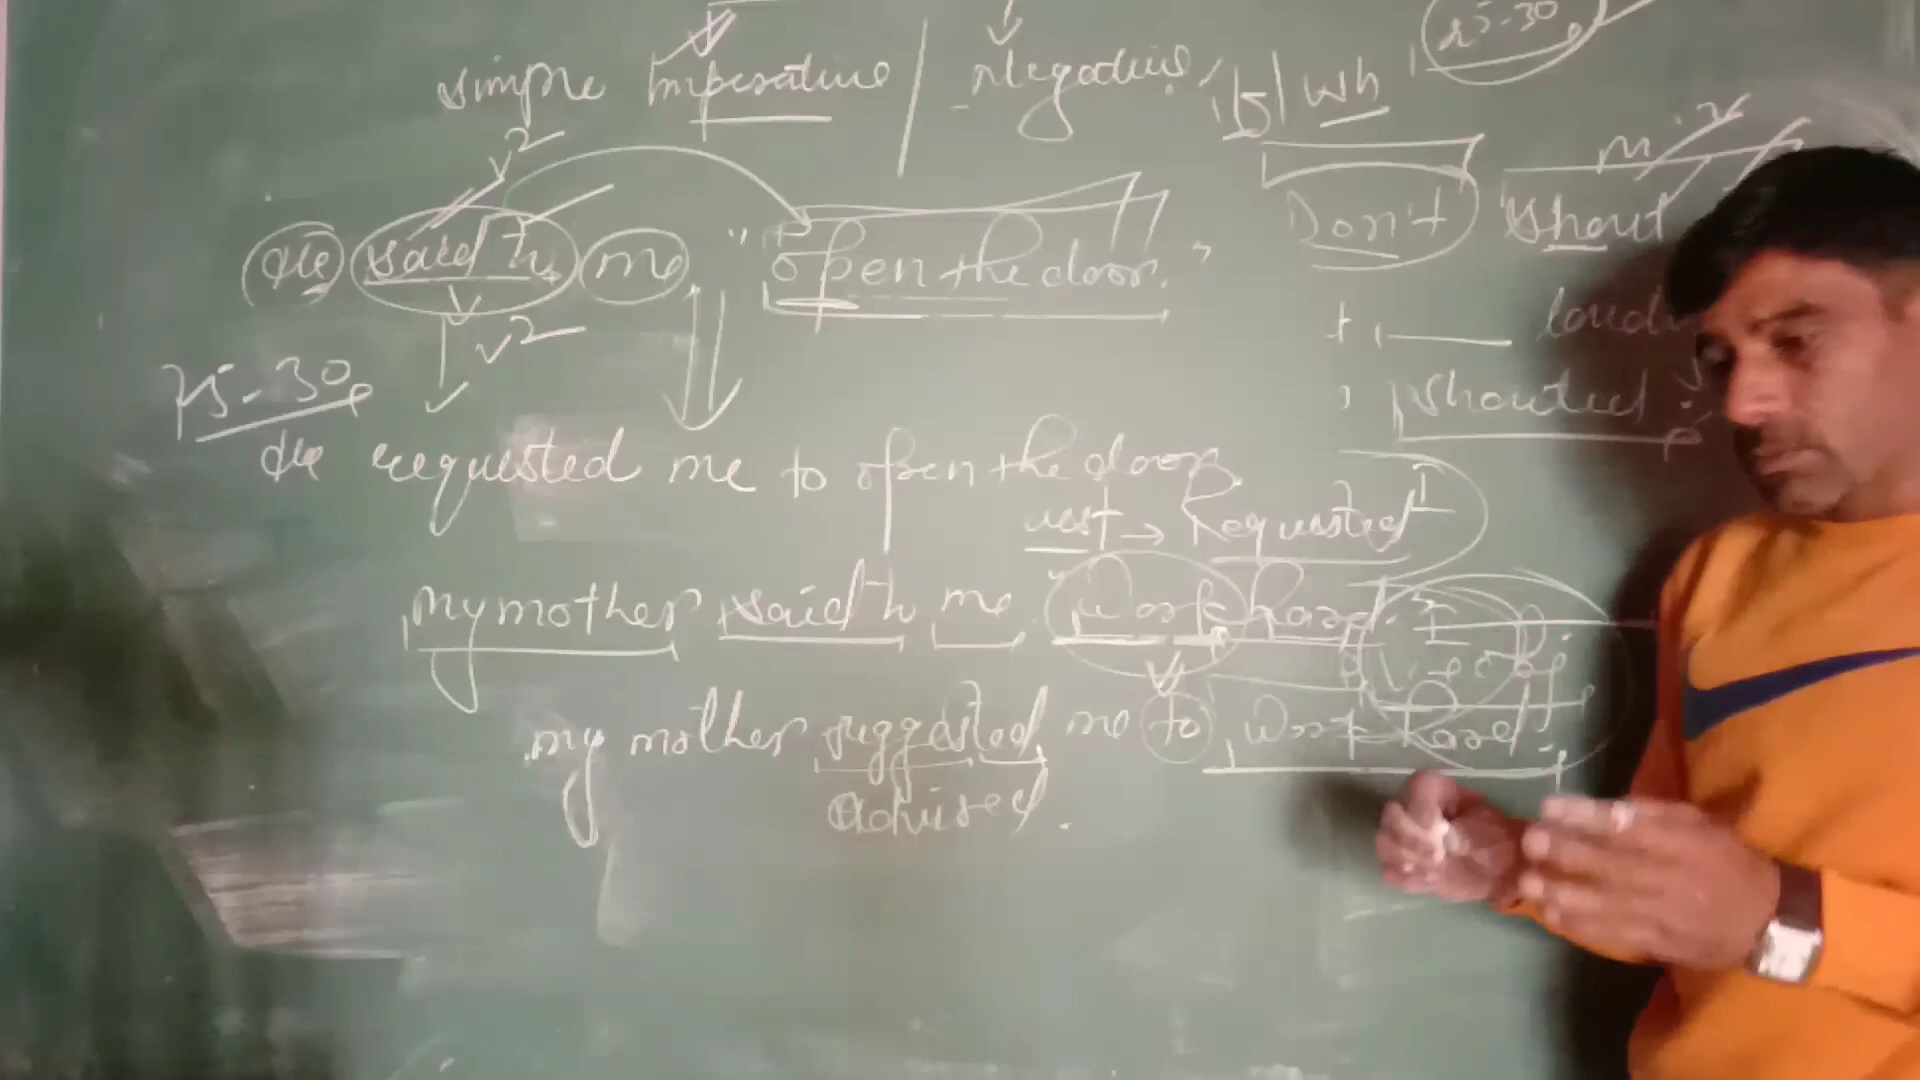 25-30
simple Imperative / Negative, Wh
Don't shout
He said to me "open the door."
loudly
75-30
shouted
He requested me to open the door
Requested
my mother said to me "Work hard."
my mother suggested me to Work hard.
advised.